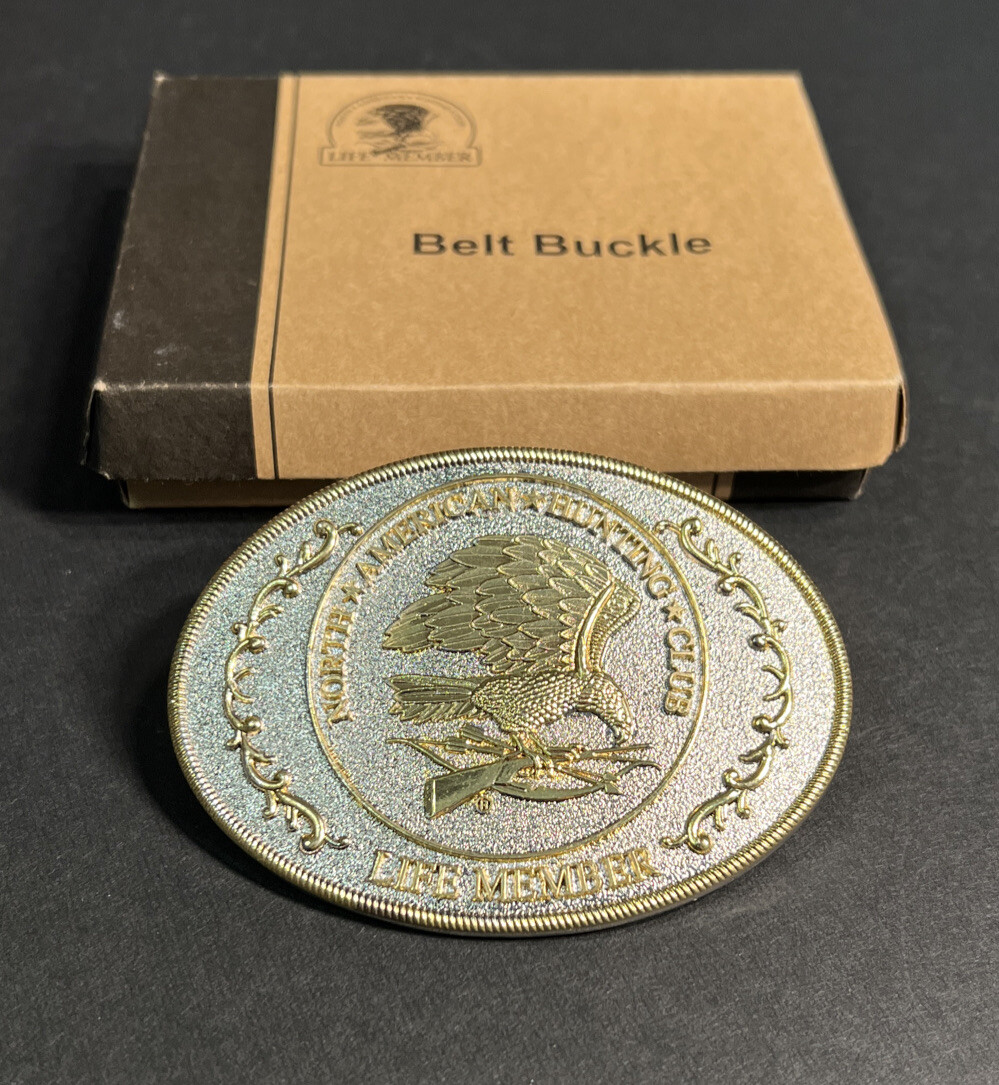 LIFE MEMBER
Belt Buckle
NORTH ★ AMERICAN ★ HUNTING ★ CLUB
LIFE MEMBER